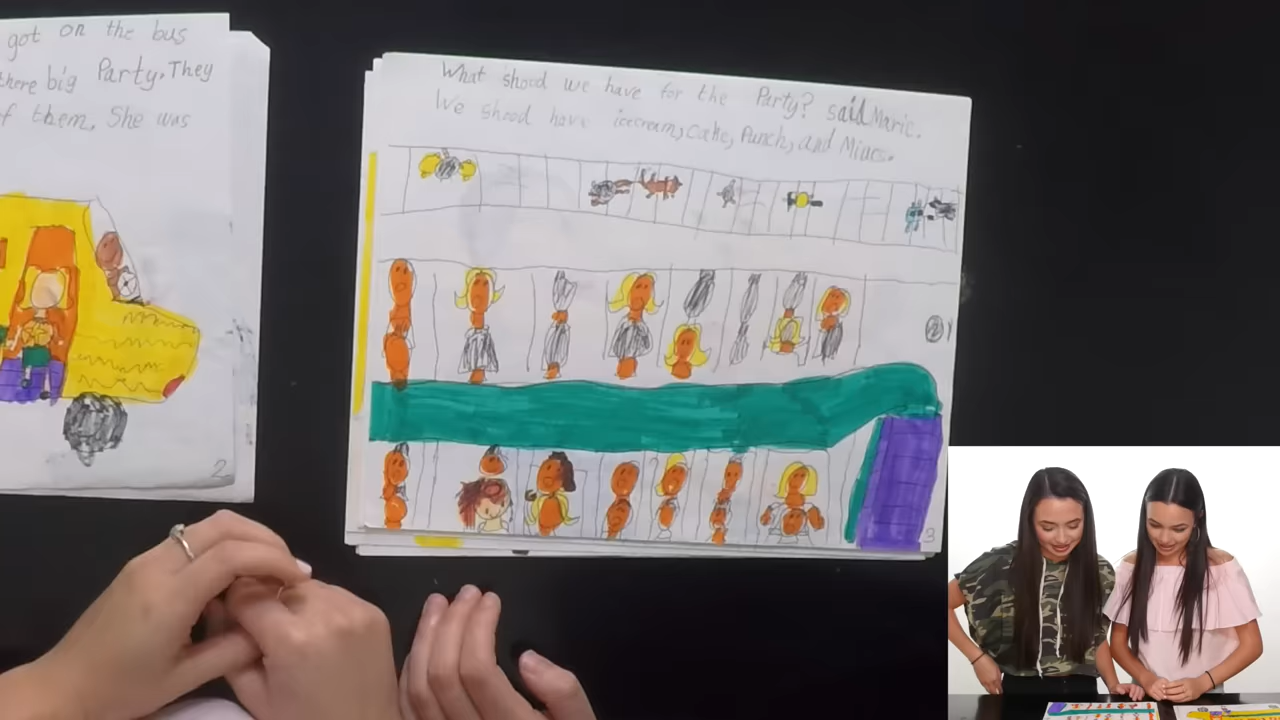 got on the bus
there big Party. They
of them. She was
2
What shood we have for the Party? said Marie.
We shood have icecream, cake, Punch, and
3